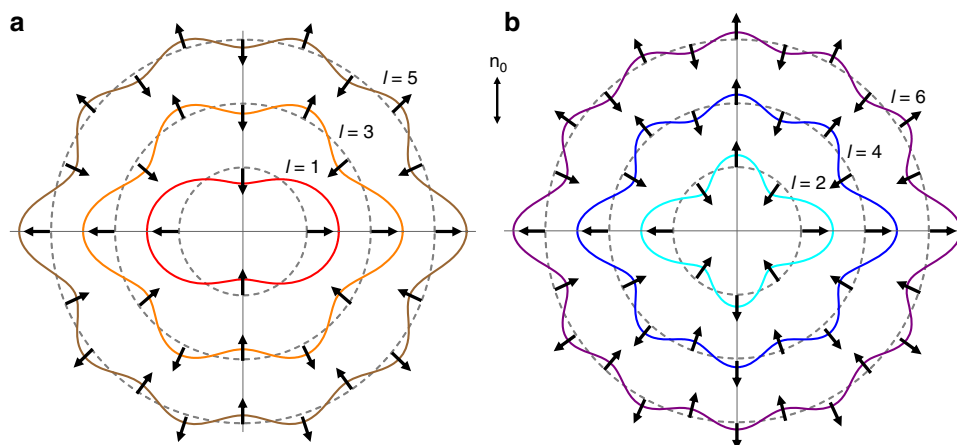 a
l = 5
l = 3
l = 1
b
n0
l = 6
l = 4
l = 2